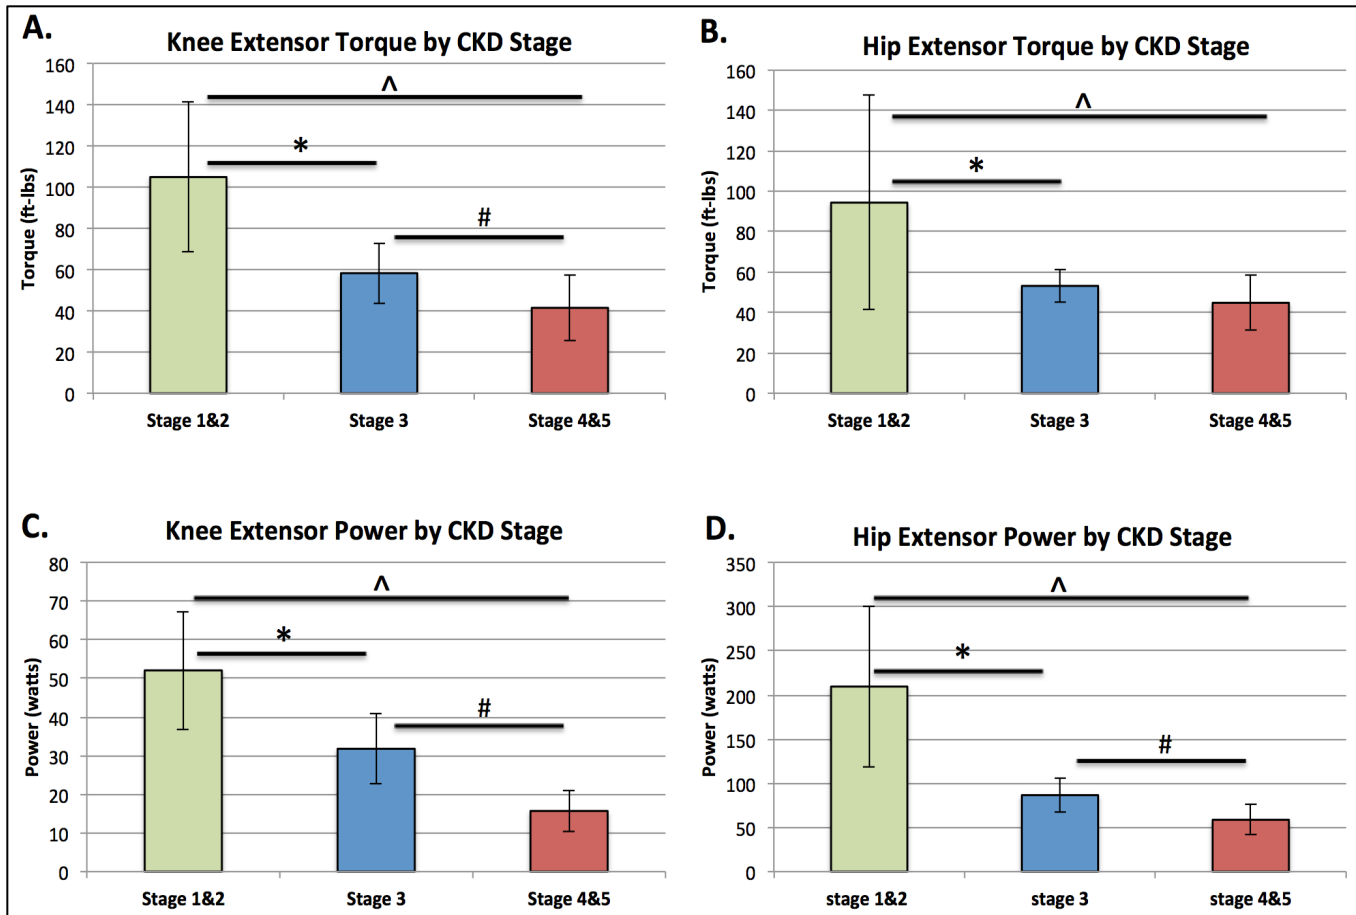 A.
Knee Extensor Torque by CKD Stage
Torque (ft-lbs)
160
140
120
100
80
60
40
20
0
^
*
#
Stage 1&2 Stage 3 Stage 4&5
B.
Hip Extensor Torque by CKD Stage
Torque (ft-lbs)
160
140
120
100
80
60
40
20
0
^
*
Stage 1&2 Stage 3 Stage 4&5
C.
Knee Extensor Power by CKD Stage
Power (watts)
80
70
60
50
40
30
20
10
0
^
*
#
Stage 1&2 Stage 3 Stage 4&5
D.
Hip Extensor Power by CKD Stage
Power (watts)
350
300
250
200
150
100
50
0
^
*
#
stage 1&2 stage 3 stage 4&5